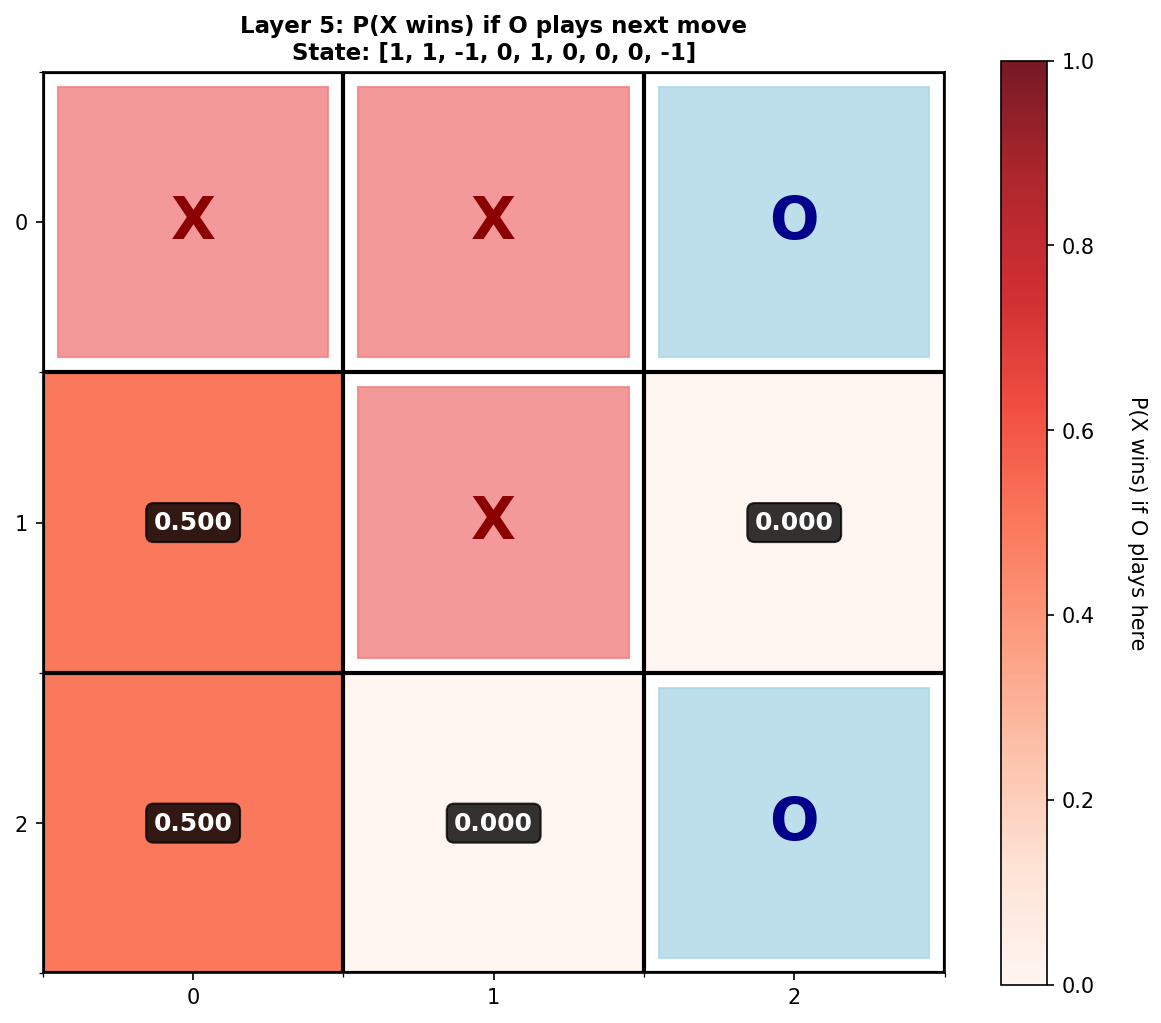 Layer 5: P(X wins) if O plays next move
State: [1, 1, -1, 0, 1, 0, 0, 0, -1]
0
X
X
O
1
0.500
X
0.000
2
0.500
0.000
O
0
1
2
1.0
0.8
0.6
0.4
0.2
0.0
P(X wins) if O plays here